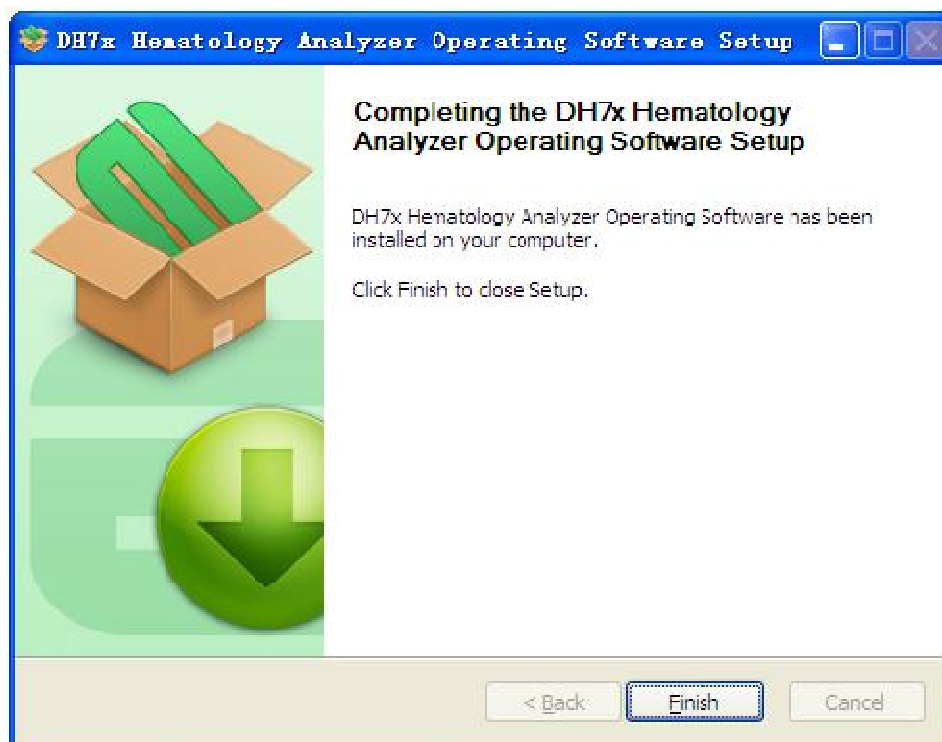 DH7x Hematology Analyzer Operating Software Setup
Completing the DH7x Hematology
Analyzer Operating Software Setup
DH7x Hematology Analyzer Operating Software has been
installed on your computer.
Click Finish to close Setup.
< Back Finish Cancel